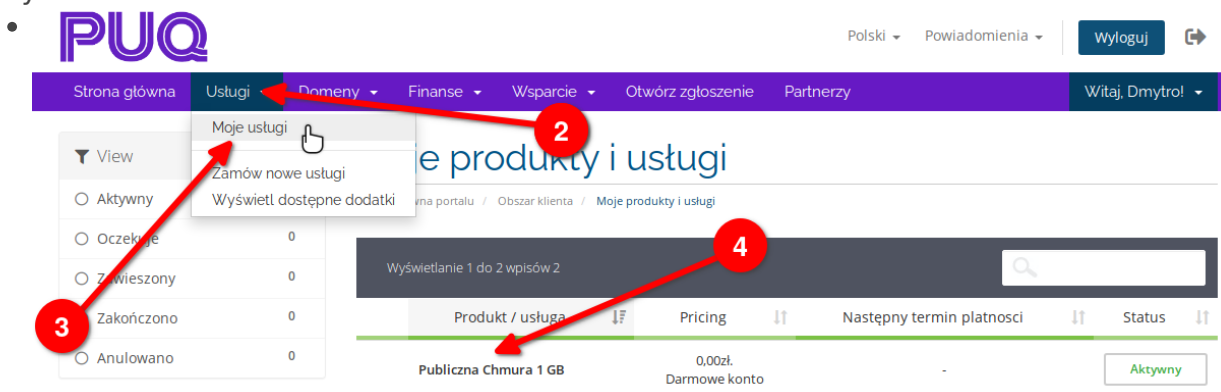 PUQ
Polski Powiadomienia Wyloguj
Strona główna Usługi Domeny Finanse Wsparcie Otwórz zgłoszenie Partnerzy Witaj, Dmytro!
2
Moje usługi
View
Zamów nowe usługi
Wyświetl dostępne dodatki
je produkty i usługi
Aktywny
wna portalu / Obszar klienta / Moje produkty i usługi
Oczekuje 0
4
Wyświetlanie 1 do 2 wpisów 2
Zawieszony 0
3
Zakończono 0
Produkt / usługa Pricing Następny termin platnosci Status
Anulowano 0
Publiczna Chmura 1 GB 0,00zł. - Aktywny
Darmowe konto